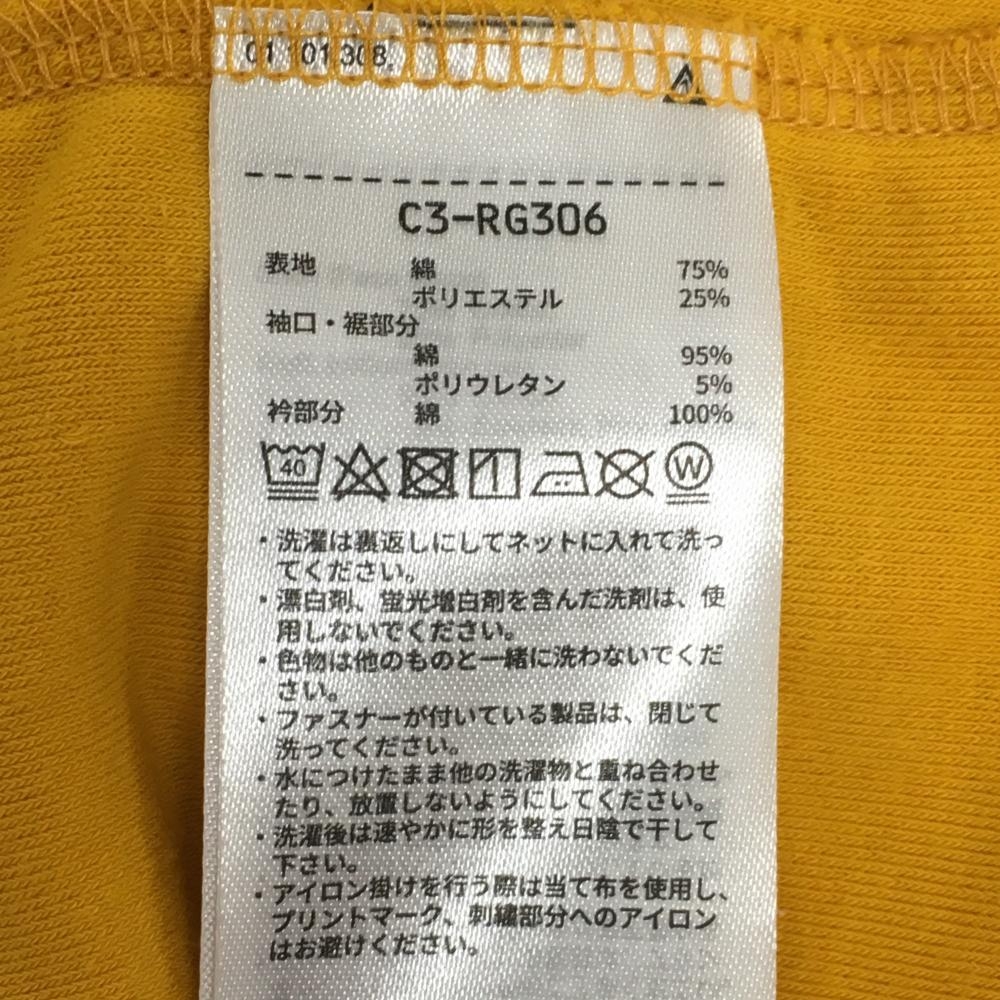 01 101 308.
C3-RG306
表地 綿 75%
ポリエステル 25%
袖口・裾部分
綿 95%
ポリウレタン 5%
衿部分 綿 100%
40 W
・洗濯は裏返しにしてネットに入れて洗っ
てください。
・漂白剤、蛍光増白剤を含んだ洗剤は、使
用しないでください。
・色物は他のものと一緒に洗わないでくだ
さい。
・ファスナーが付いている製品は、閉じて
洗ってください。
・水につけたまま他の洗濯物と重ね合わせ
たり、放置しないようにしてください。
・洗濯後は速やかに形を整え日陰で干して
下さい。
・アイロン掛けを行う際は当て布を使用し、
プリントマーク、刺繍部分へのアイロン
はお避けください。